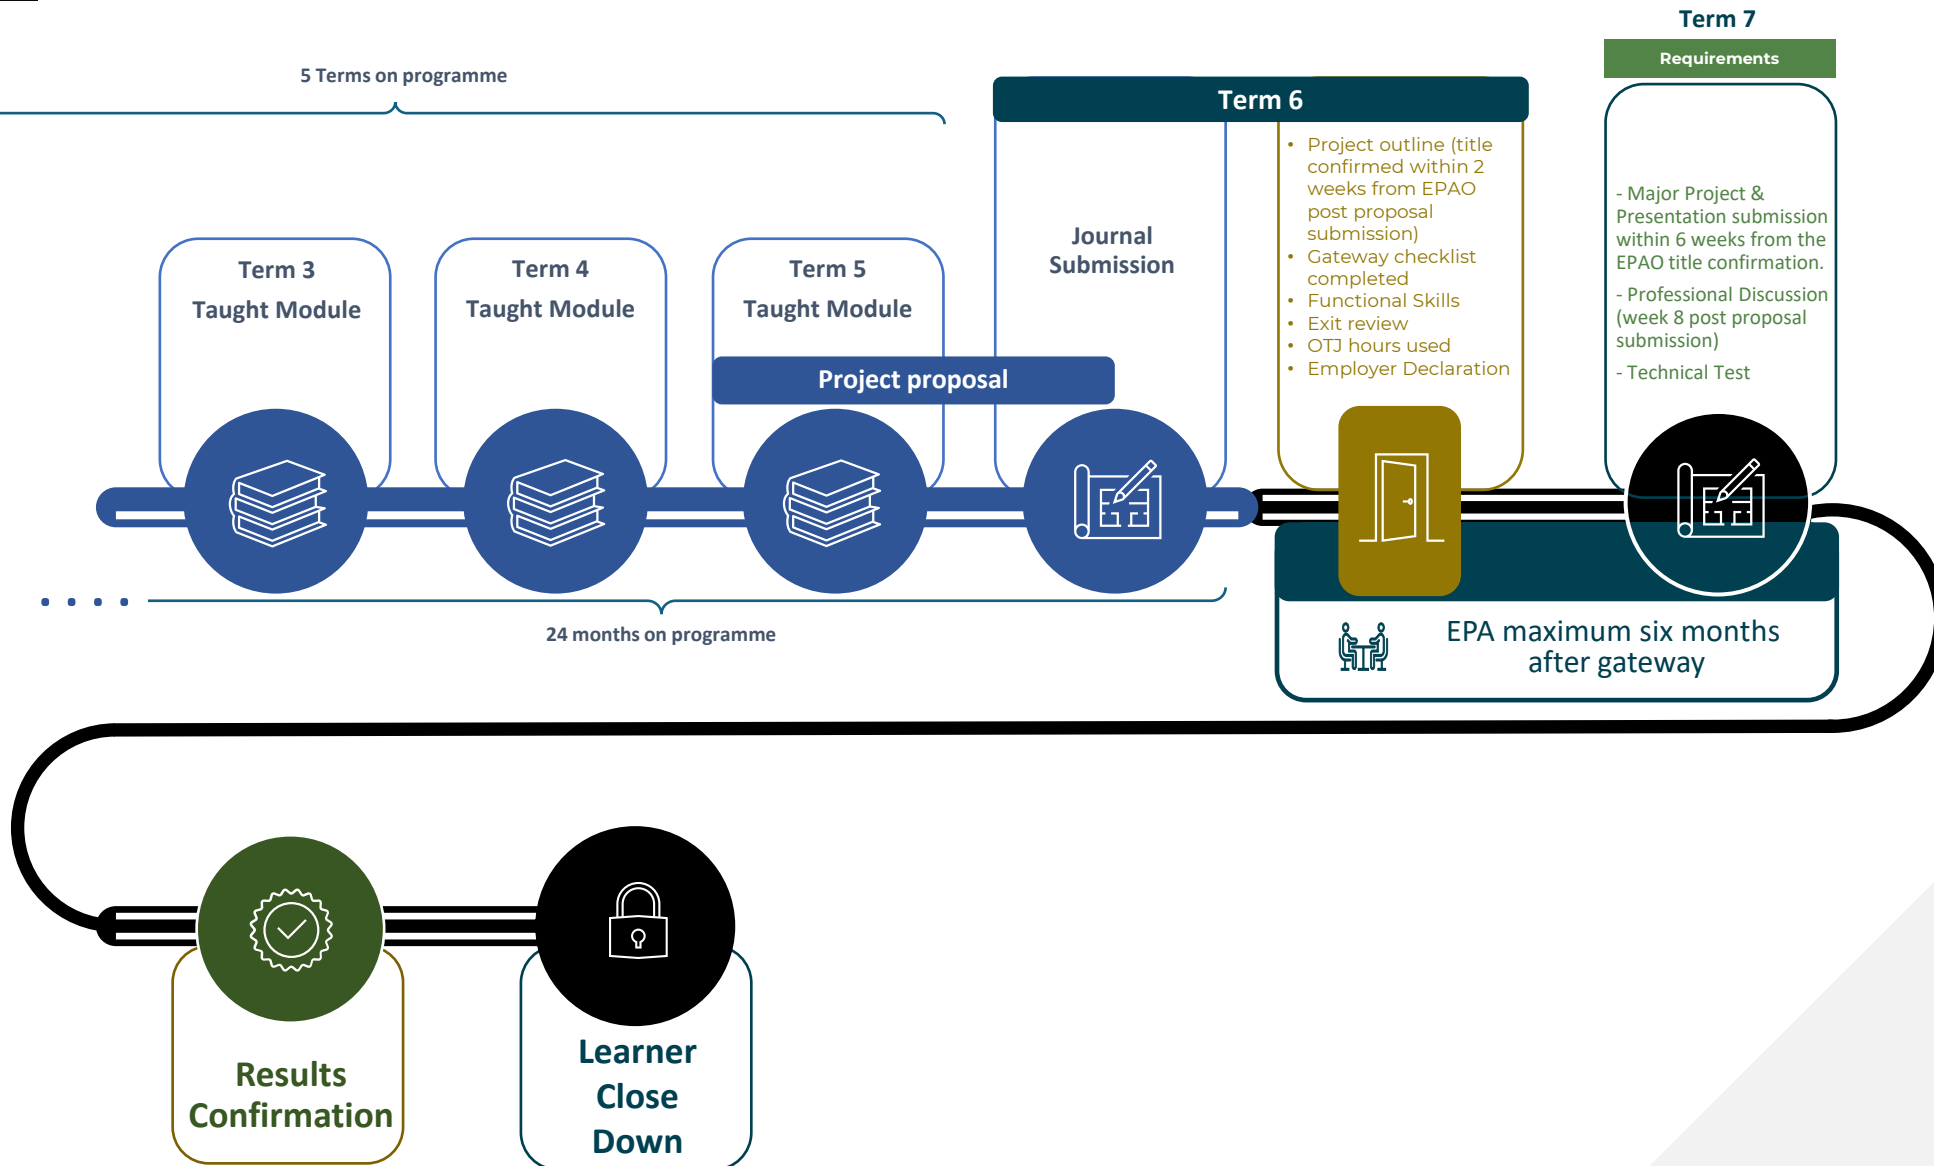 Term 7
Requirements
5 Terms on programme
Term 6
Term 3
Taught Module
Term 4
Taught Module
Term 5
Taught Module
Project proposal
Journal
Submission
• Project outline (title
confirmed within 2
weeks from EPAO
post proposal
submission)
• Gateway checklist
completed
• Functional Skills
• Exit review
• OTJ hours used
• Employer Declaration
- Major Project &
Presentation submission
within 6 weeks from the
EPAO title confirmation.
- Professional Discussion
(week 8 post proposal
submission)
- Technical Test
24 months on programme
EPA maximum six months
after gateway
Results
Confirmation
Learner
Close
Down